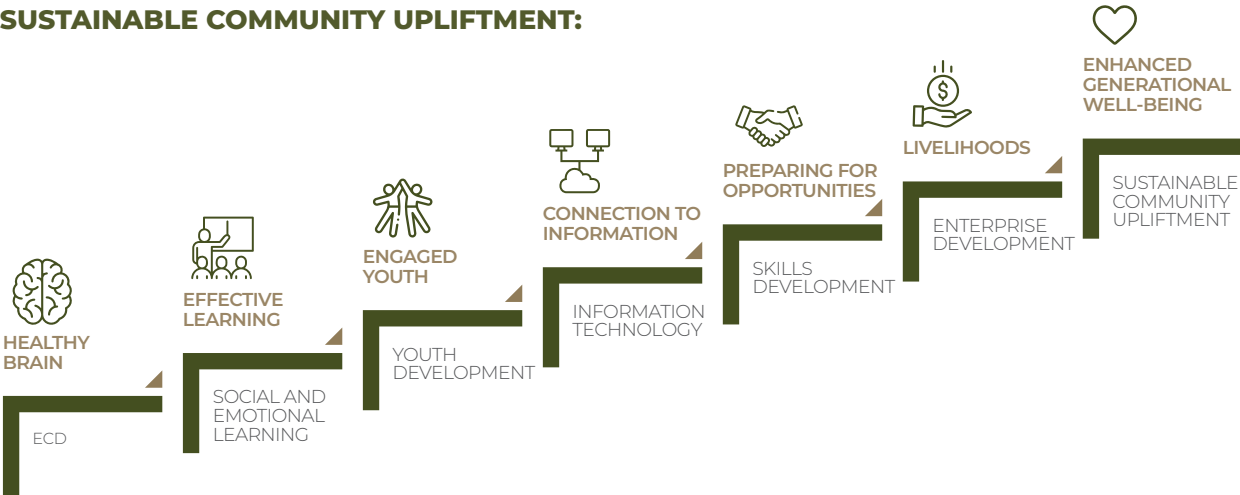 SUSTAINABLE COMMUNITY UPLIFTMENT:
HEALTHY
BRAIN
ECD
EFFECTIVE
LEARNING
SOCIAL AND
EMOTIONAL
LEARNING
ENGAGED
YOUTH
YOUTH
DEVELOPMENT
CONNECTION TO
INFORMATION
INFORMATION
TECHNOLOGY
PREPARING FOR
OPPORTUNITIES
SKILLS
DEVELOPMENT
$
LIVELIHOODS
ENTERPRISE
DEVELOPMENT
ENHANCED
GENERATIONAL
WELL-BEING
SUSTAINABLE
COMMUNITY
UPLIFTMENT